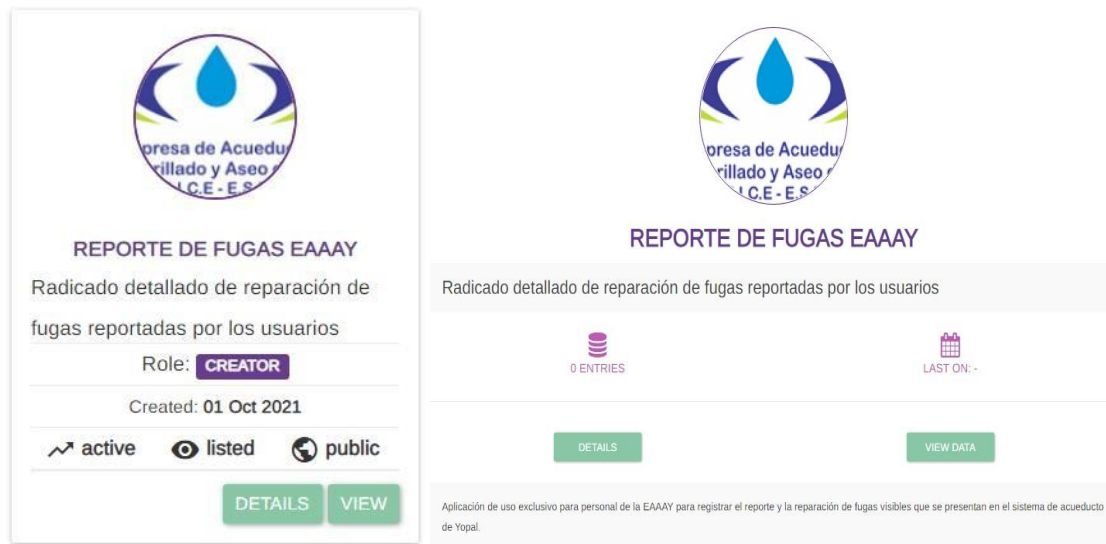 presa de Acuedu
rillado y Aseo
I.C.E - E.S
REPORTE DE FUGAS EAAAY
Radicado detallado de reparación de
fugas reportadas por los usuarios
Role: CREATOR
Created: 01 Oct 2021
active listed public
DETAILS VIEW
presa de Acuedu
rillado y Aseo
I.C.E - E.S
REPORTE DE FUGAS EAAAY
Radicado detallado de reparación de fugas reportadas por los usuarios
0 ENTRIES LAST ON: -
DETAILS VIEW DATA
Aplicación de uso exclusivo para personal de la EAAAY para registrar el reporte y la reparación de fugas visibles que se presentan en el sistema de acueducto
de Yopal.